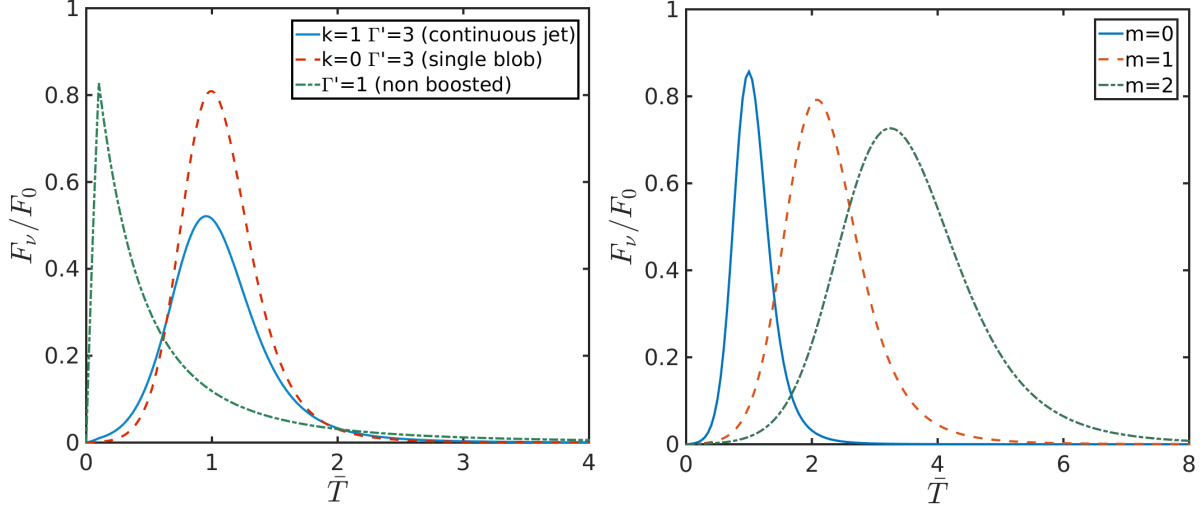 1
0.8
0.6
0.4
0.2
0
F_ν/F_0
k=1 Γ'=3 (continuous jet)
k=0 Γ'=3 (single blob)
Γ'=1 (non boosted)
0 1 2 3 4
T̄
1
0.8
0.6
0.4
0.2
0
F_ν/F_0
m=0
m=1
m=2
0 2 4 6 8
T̄